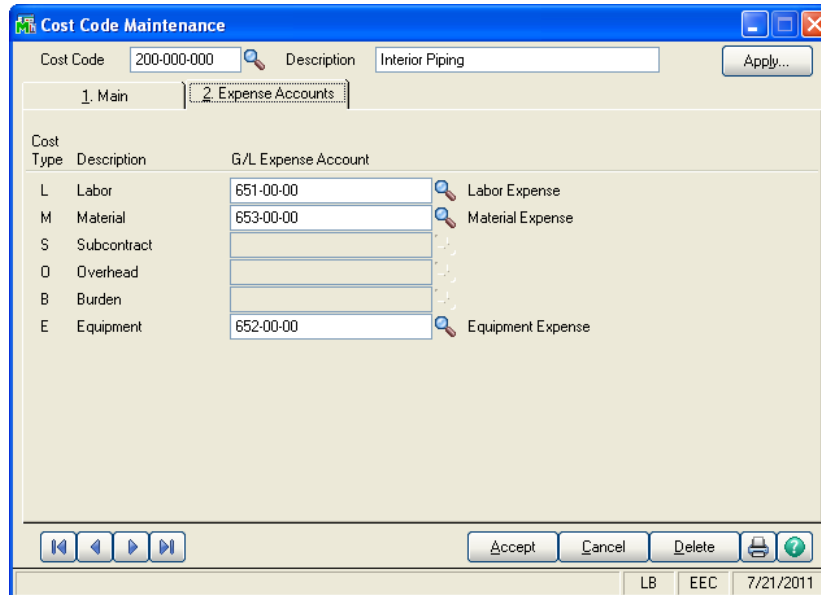 Cost Code Maintenance
Cost Code 200-000-000 Description Interior Piping Apply...
1. Main 2. Expense Accounts
Cost
Type Description G/L Expense Account
L Labor 651-00-00 Labor Expense
M Material 653-00-00 Material Expense
S Subcontract
O Overhead
B Burden
E Equipment 652-00-00 Equipment Expense
Accept Cancel Delete ?
LB EEC 7/21/2011